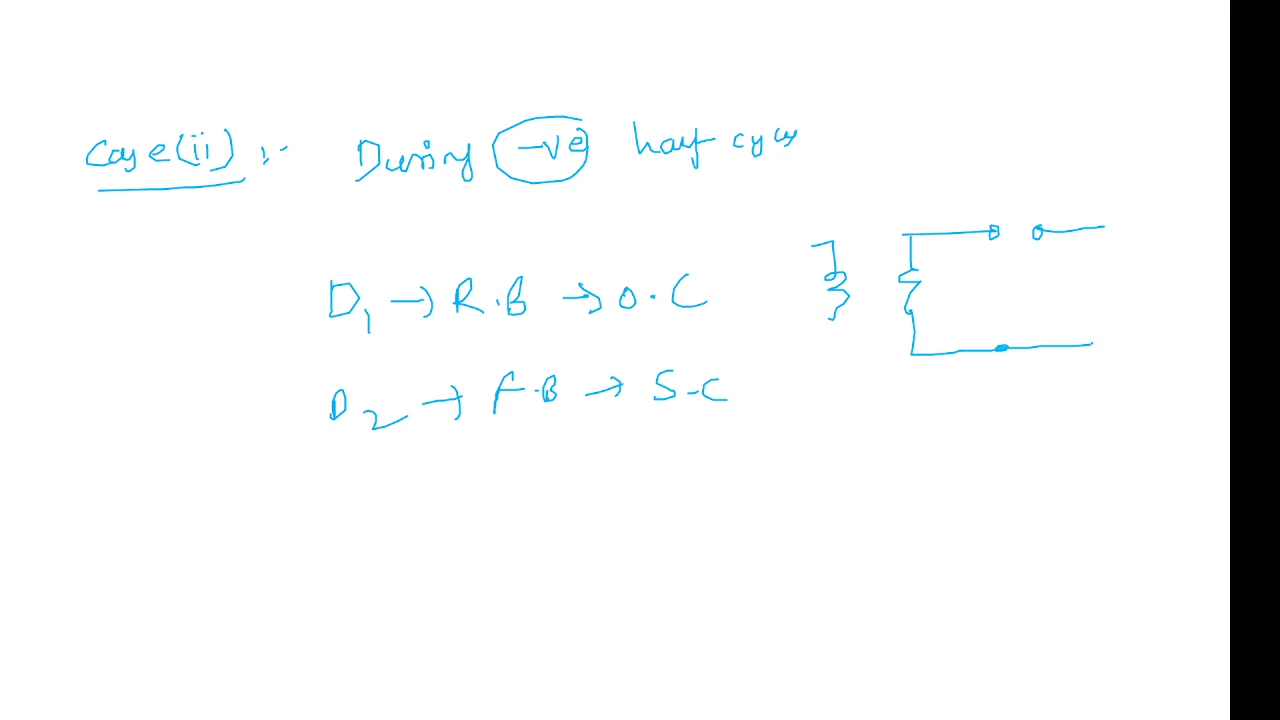 Case(ii) :- During -ve half cycle
D1 → R.B → O.C
D2 → F.B → S.C